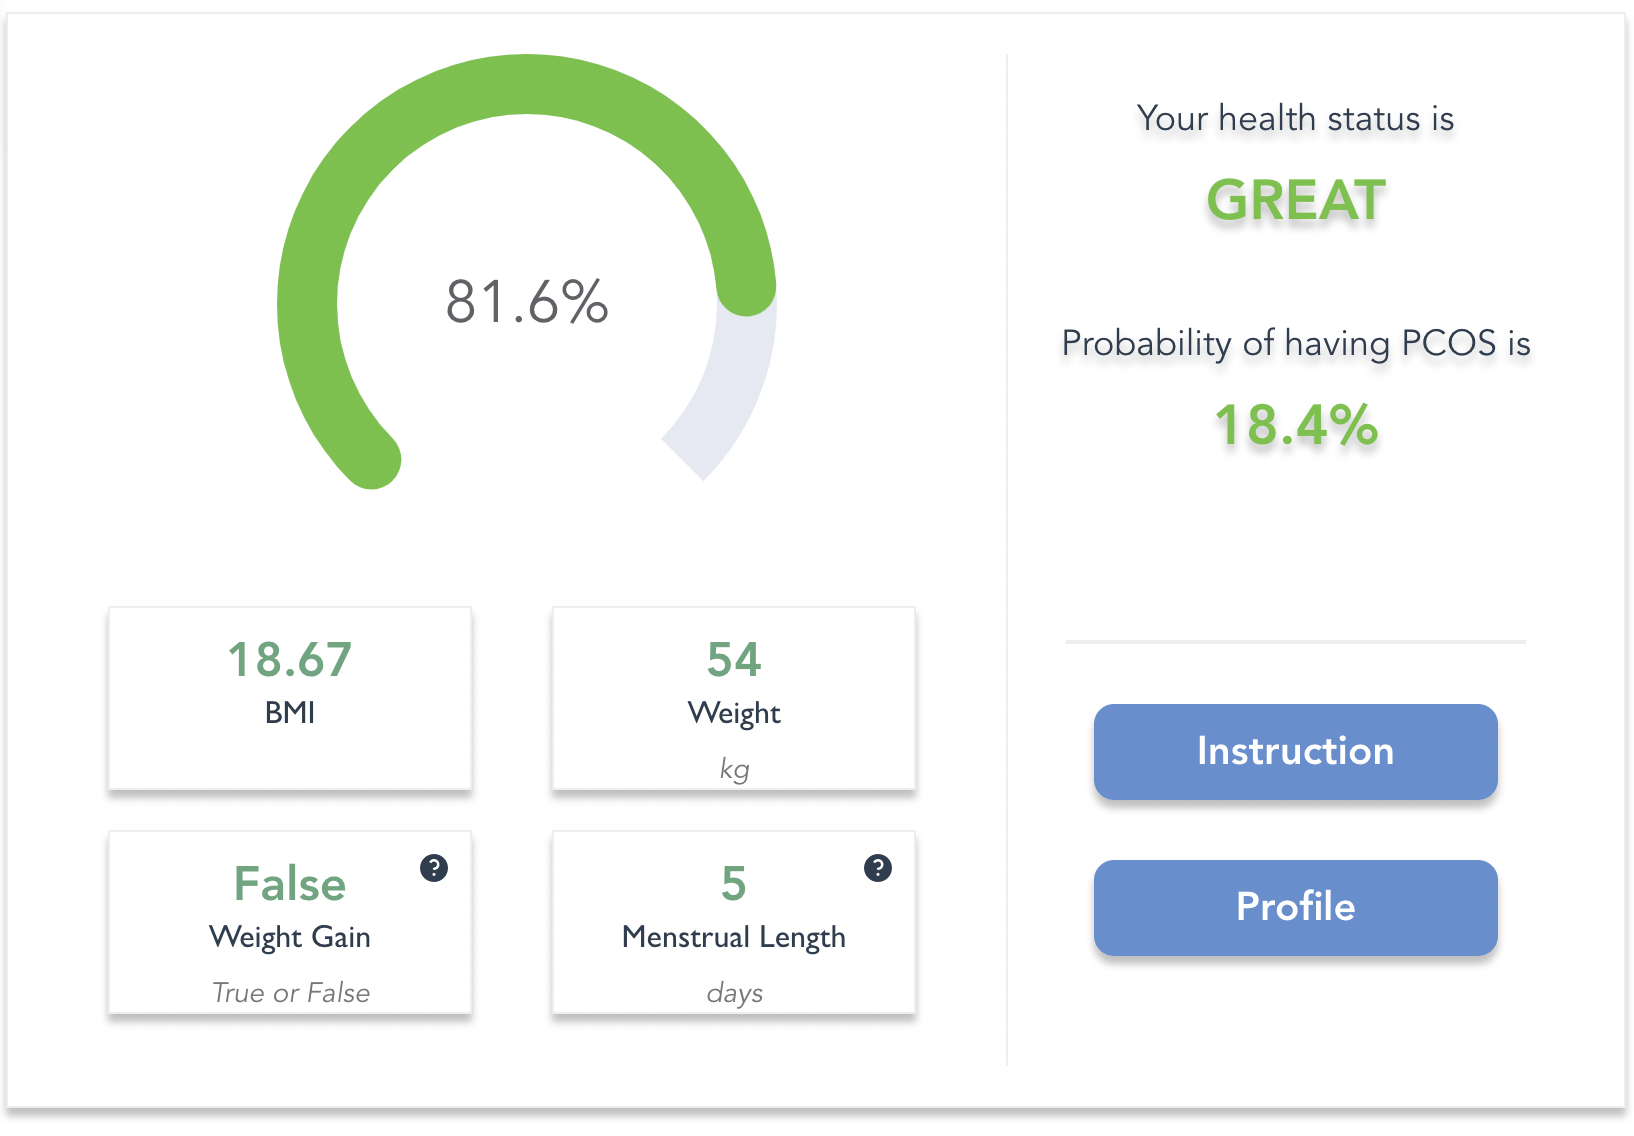 81.6%
18.67
BMI
54
Weight
kg
False
?
Weight Gain
True or False
5
?
Menstrual Length
days
Your health status is
GREAT
Probability of having PCOS is
18.4%
Instruction
Profile